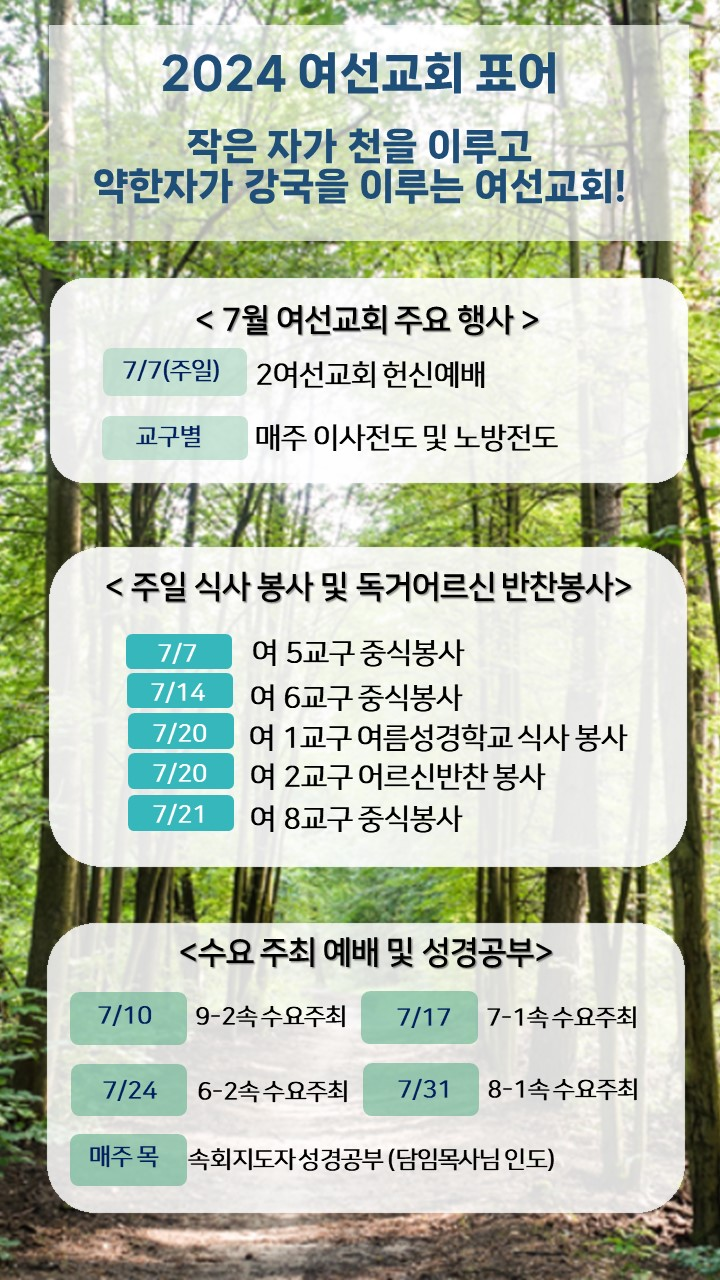 2024 여선교회 표어
작은 자가 천을 이루고
약한자가 강국을 이루는 여선교회!
< 7월 여선교회 주요 행사 >
7/7(주일) 2여선교회 헌신예배
교구별 매주 이사전도 및 노방전도
< 주일 식사 봉사 및 독거어르신 반찬봉사>
7/7 여 5교구 중식봉사
7/14 여 6교구 중식봉사
7/20 여 1교구 여름성경학교 식사 봉사
7/20 여 2교구 어르신반찬 봉사
7/21 여 8교구 중식봉사
<수요 주최 예배 및 성경공부>
7/10 9-2속 수요주최 7/17 7-1속 수요주최
7/24 6-2속 수요주최 7/31 8-1속 수요주최
매주 목 속회지도자 성경공부 (담임목사님 인도)